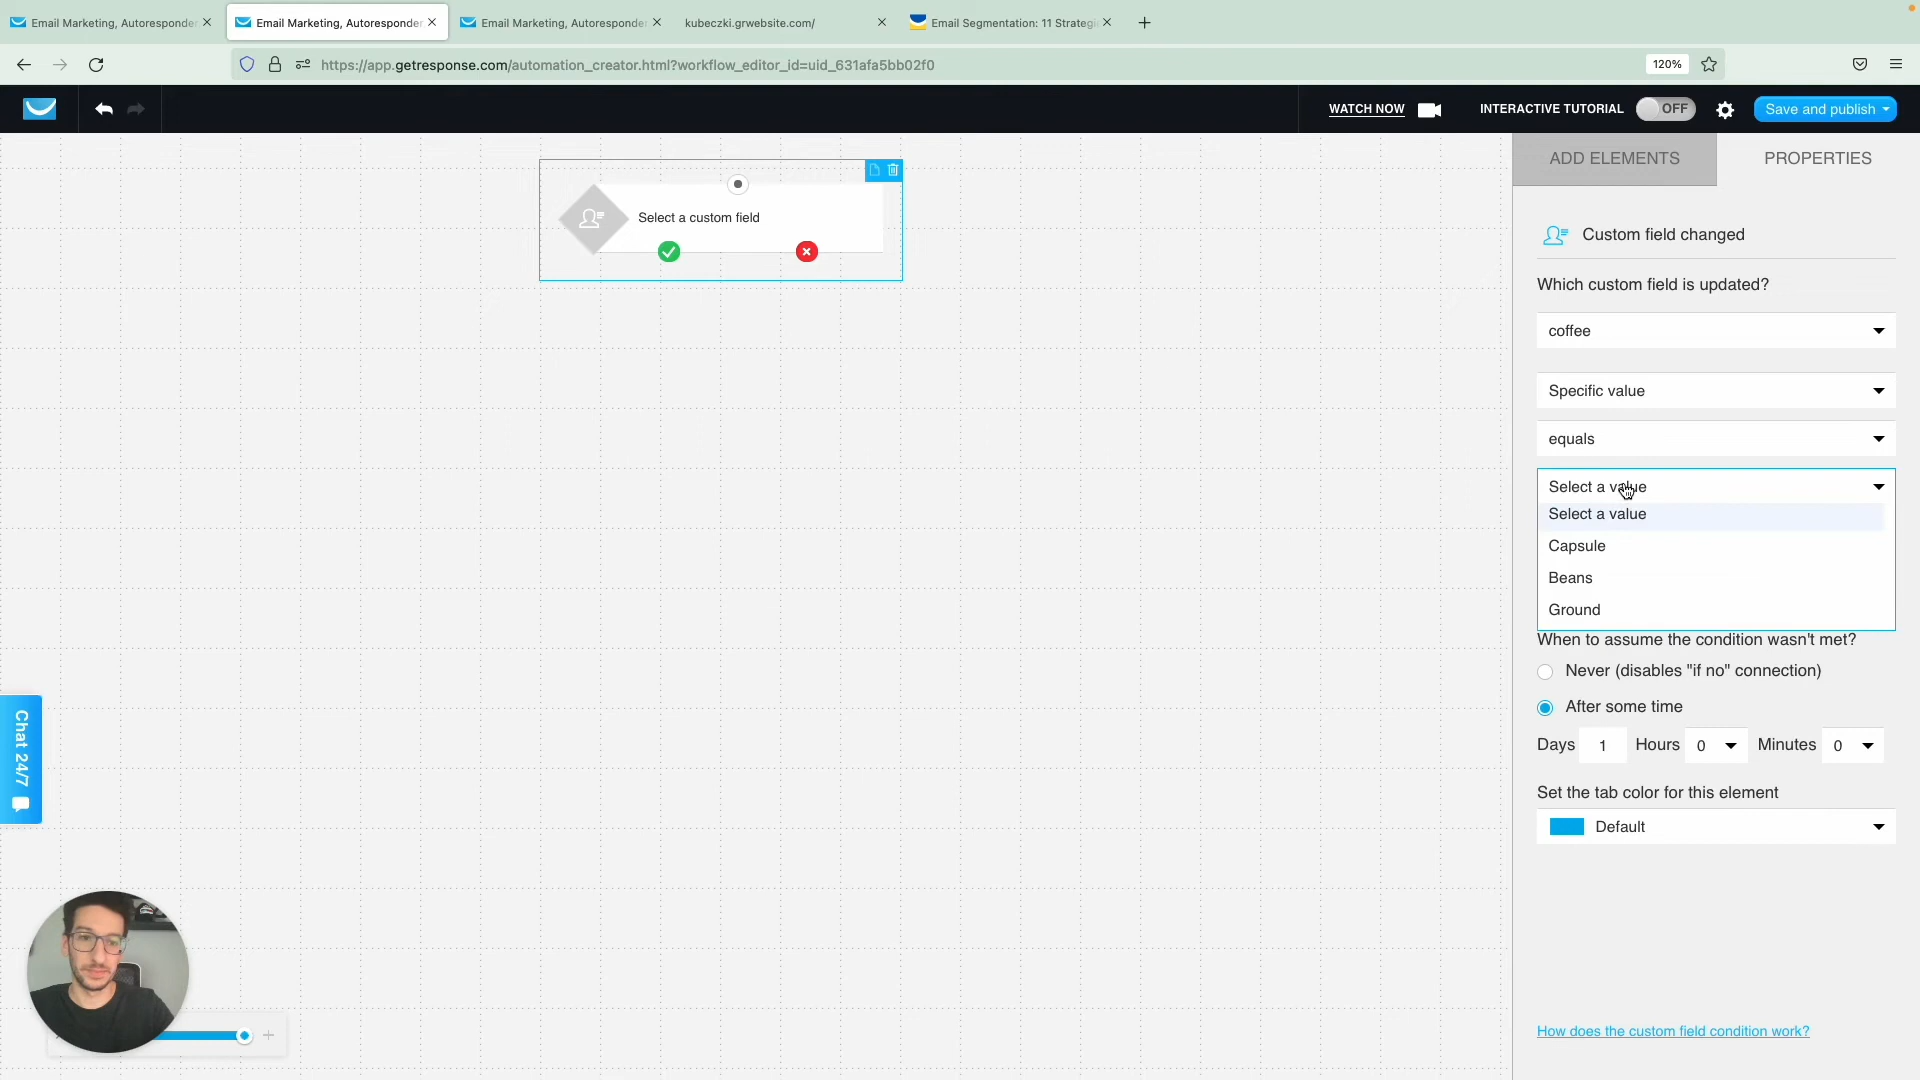 Email Marketing, Autoresponder
Email Marketing, Autoresponder
Email Marketing, Autoresponder
kubeczki.grwebsite.com/
Email Segmentation: 11 Strategi
https://app.getresponse.com/automation_creator.html?workflow_editor_id=uid_631afa5bb02f0
120%
WATCH NOW
INTERACTIVE TUTORIAL
OFF
Save and publish
ADD ELEMENTS
PROPERTIES
Select a custom field
Custom field changed
Which custom field is updated?
coffee
Specific value
equals
Select a value
Select a value
Capsule
Beans
Ground
When to assume the condition wasn't met?
Never (disables "if no" connection)
After some time
Days 1 Hours 0 Minutes 0
Set the tab color for this element
Default
Chat 24/7
How does the custom field condition work?